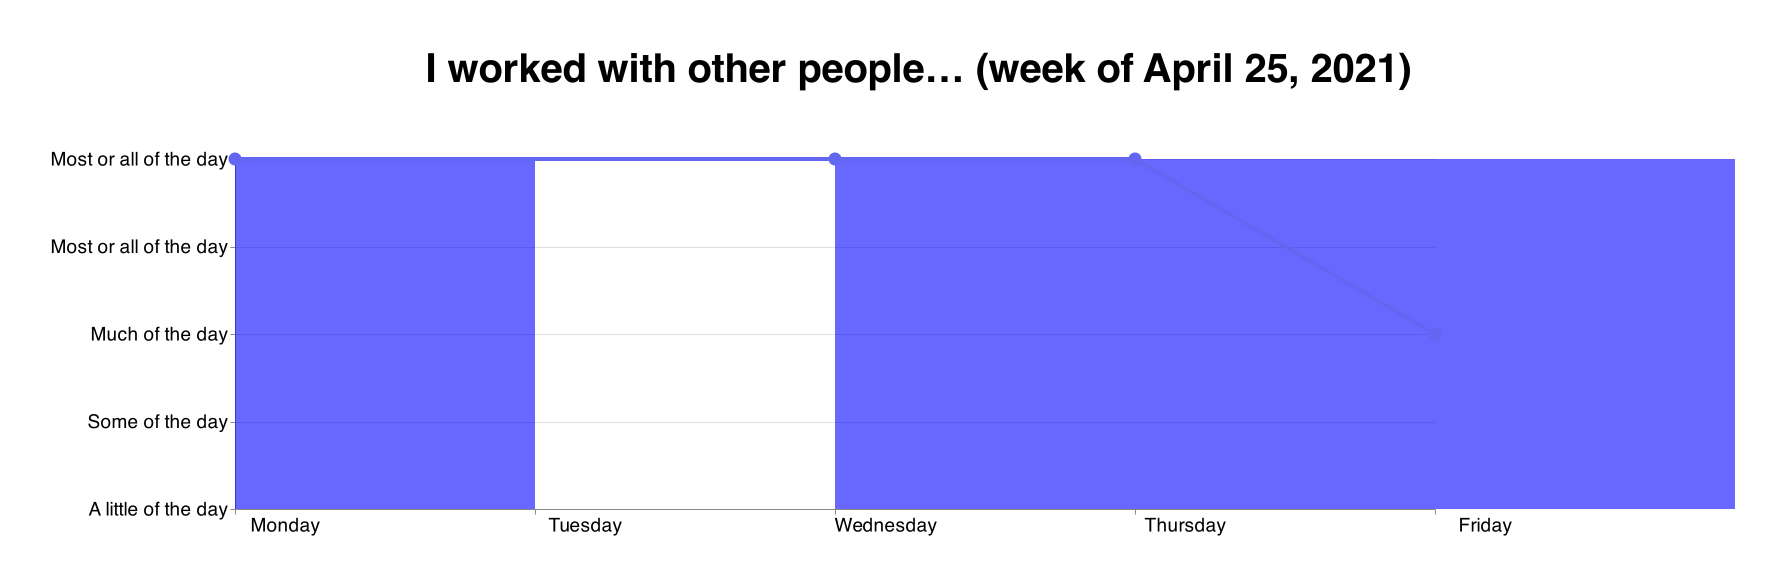 I worked with other people… (week of April 25, 2021)
Most or all of the day
Most or all of the day
Much of the day
Some of the day
A little of the day
Monday Tuesday Wednesday Thursday Friday